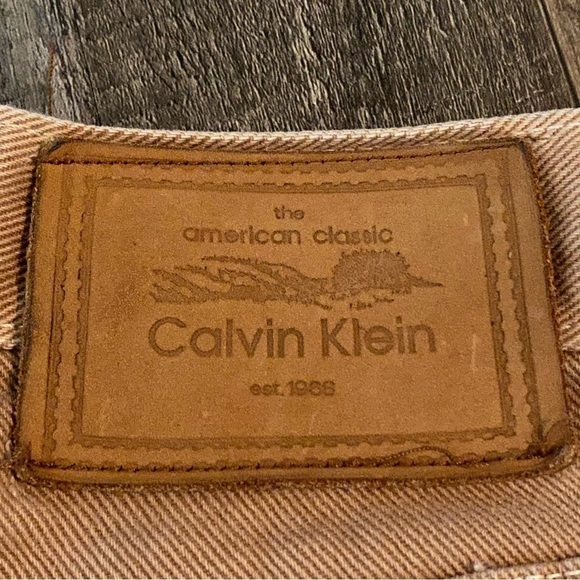 the
american classic
Calvin Klein
est. 1968